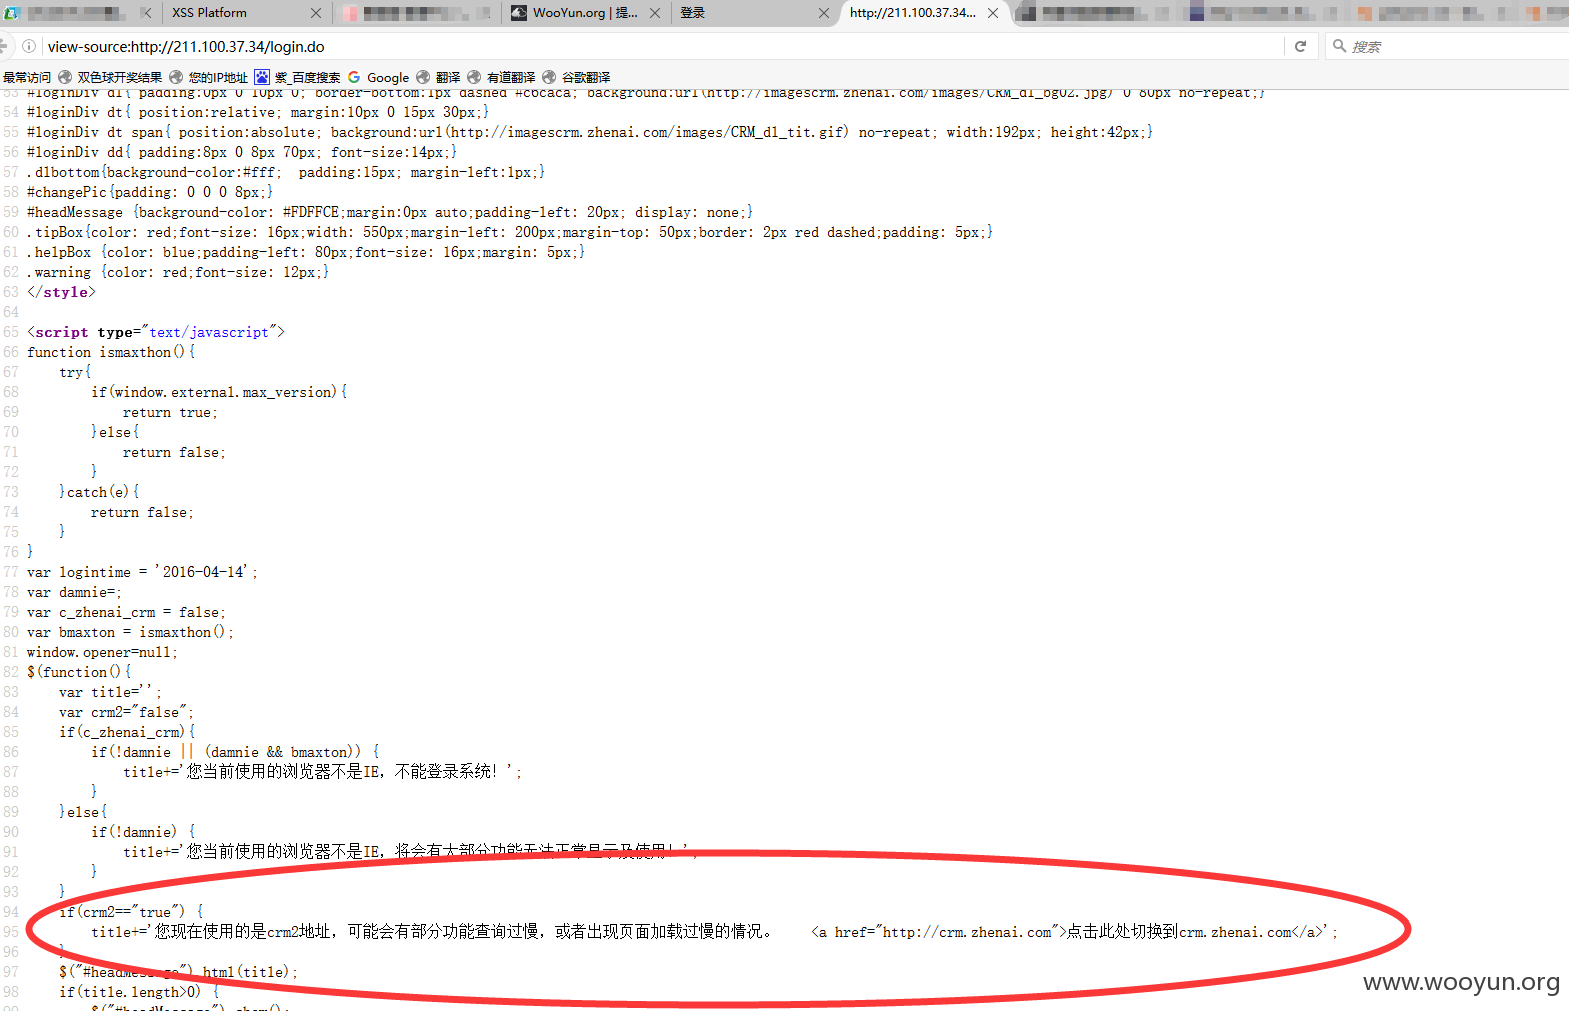 XSS Platform
WooYun.org | 提...
登录
http://211.100.37.34...
view-source:http://211.100.37.34/login.do
搜索
最常访问 双色球开奖结果 您的IP地址 紫_百度搜索 Google 翻译 有道翻译 谷歌翻译
53 #loginDiv dl{ padding:0px 0 10px 0; border-bottom:1px dashed #c6caca; background:url(http://imagescrm.zhenai.com/images/CRM_dl_bg02.jpg) 0 80px no-repeat;}
54 #loginDiv dt{ position:relative; margin:10px 0 15px 30px;}
55 #loginDiv dt span{ position:absolute; background:url(http://imagescrm.zhenai.com/images/CRM_dl_tit.gif) no-repeat; width:192px; height:42px;}
56 #loginDiv dd{ padding:8px 0 8px 70px; font-size:14px;}
57 .dlbottom{background-color:#fff;  padding:15px; margin-left:1px;}
58 #changePic{padding: 0 0 0 8px;}
59 #headMessage {background-color: #FDFFCE;margin:0px auto;padding-left: 20px; display: none;}
60 .tipBox{color: red;font-size: 16px;width: 550px;margin-left: 200px;margin-top: 50px;border: 2px red dashed;padding: 5px;}
61 .helpBox {color: blue;padding-left: 80px;font-size: 16px;margin: 5px;}
62 .warning {color: red;font-size: 12px;}
63 </style>
64
65 <script type="text/javascript">
66 function ismaxthon(){
67     try{
68         if(window.external.max_version){
69             return true;
70         }else{
71             return false;
72         }
73     }catch(e){
74         return false;
75     }
76 }
77 var logintime = '2016-04-14';
78 var damnie=;
79 var c_zhenai_crm = false;
80 var bmaxton = ismaxthon();
81 window.opener=null;
82 $(function(){
83     var title='';
84     var crm2="false";
85     if(c_zhenai_crm){
86         if(!damnie || (damnie && bmaxton)) {
87             title+='您当前使用的浏览器不是IE，不能登录系统！';
88         }
89     }else{
90         if(!damnie) {
91             title+='您当前使用的浏览器不是IE，将会有大部分功能无法正常显示及使用！';
92         }
93     }
94     if(crm2=="true") {
95         title+='您现在使用的是crm2地址，可能会有部分功能查询过慢，或者出现页面加载过慢的情况。    <a href="http://crm.zhenai.com">点击此处切换到crm.zhenai.com</a>';
96     }
97     $("#headMessage").html(title);
98     if(title.length>0) {
99         $("#headMessage").show();
www.wooyun.org